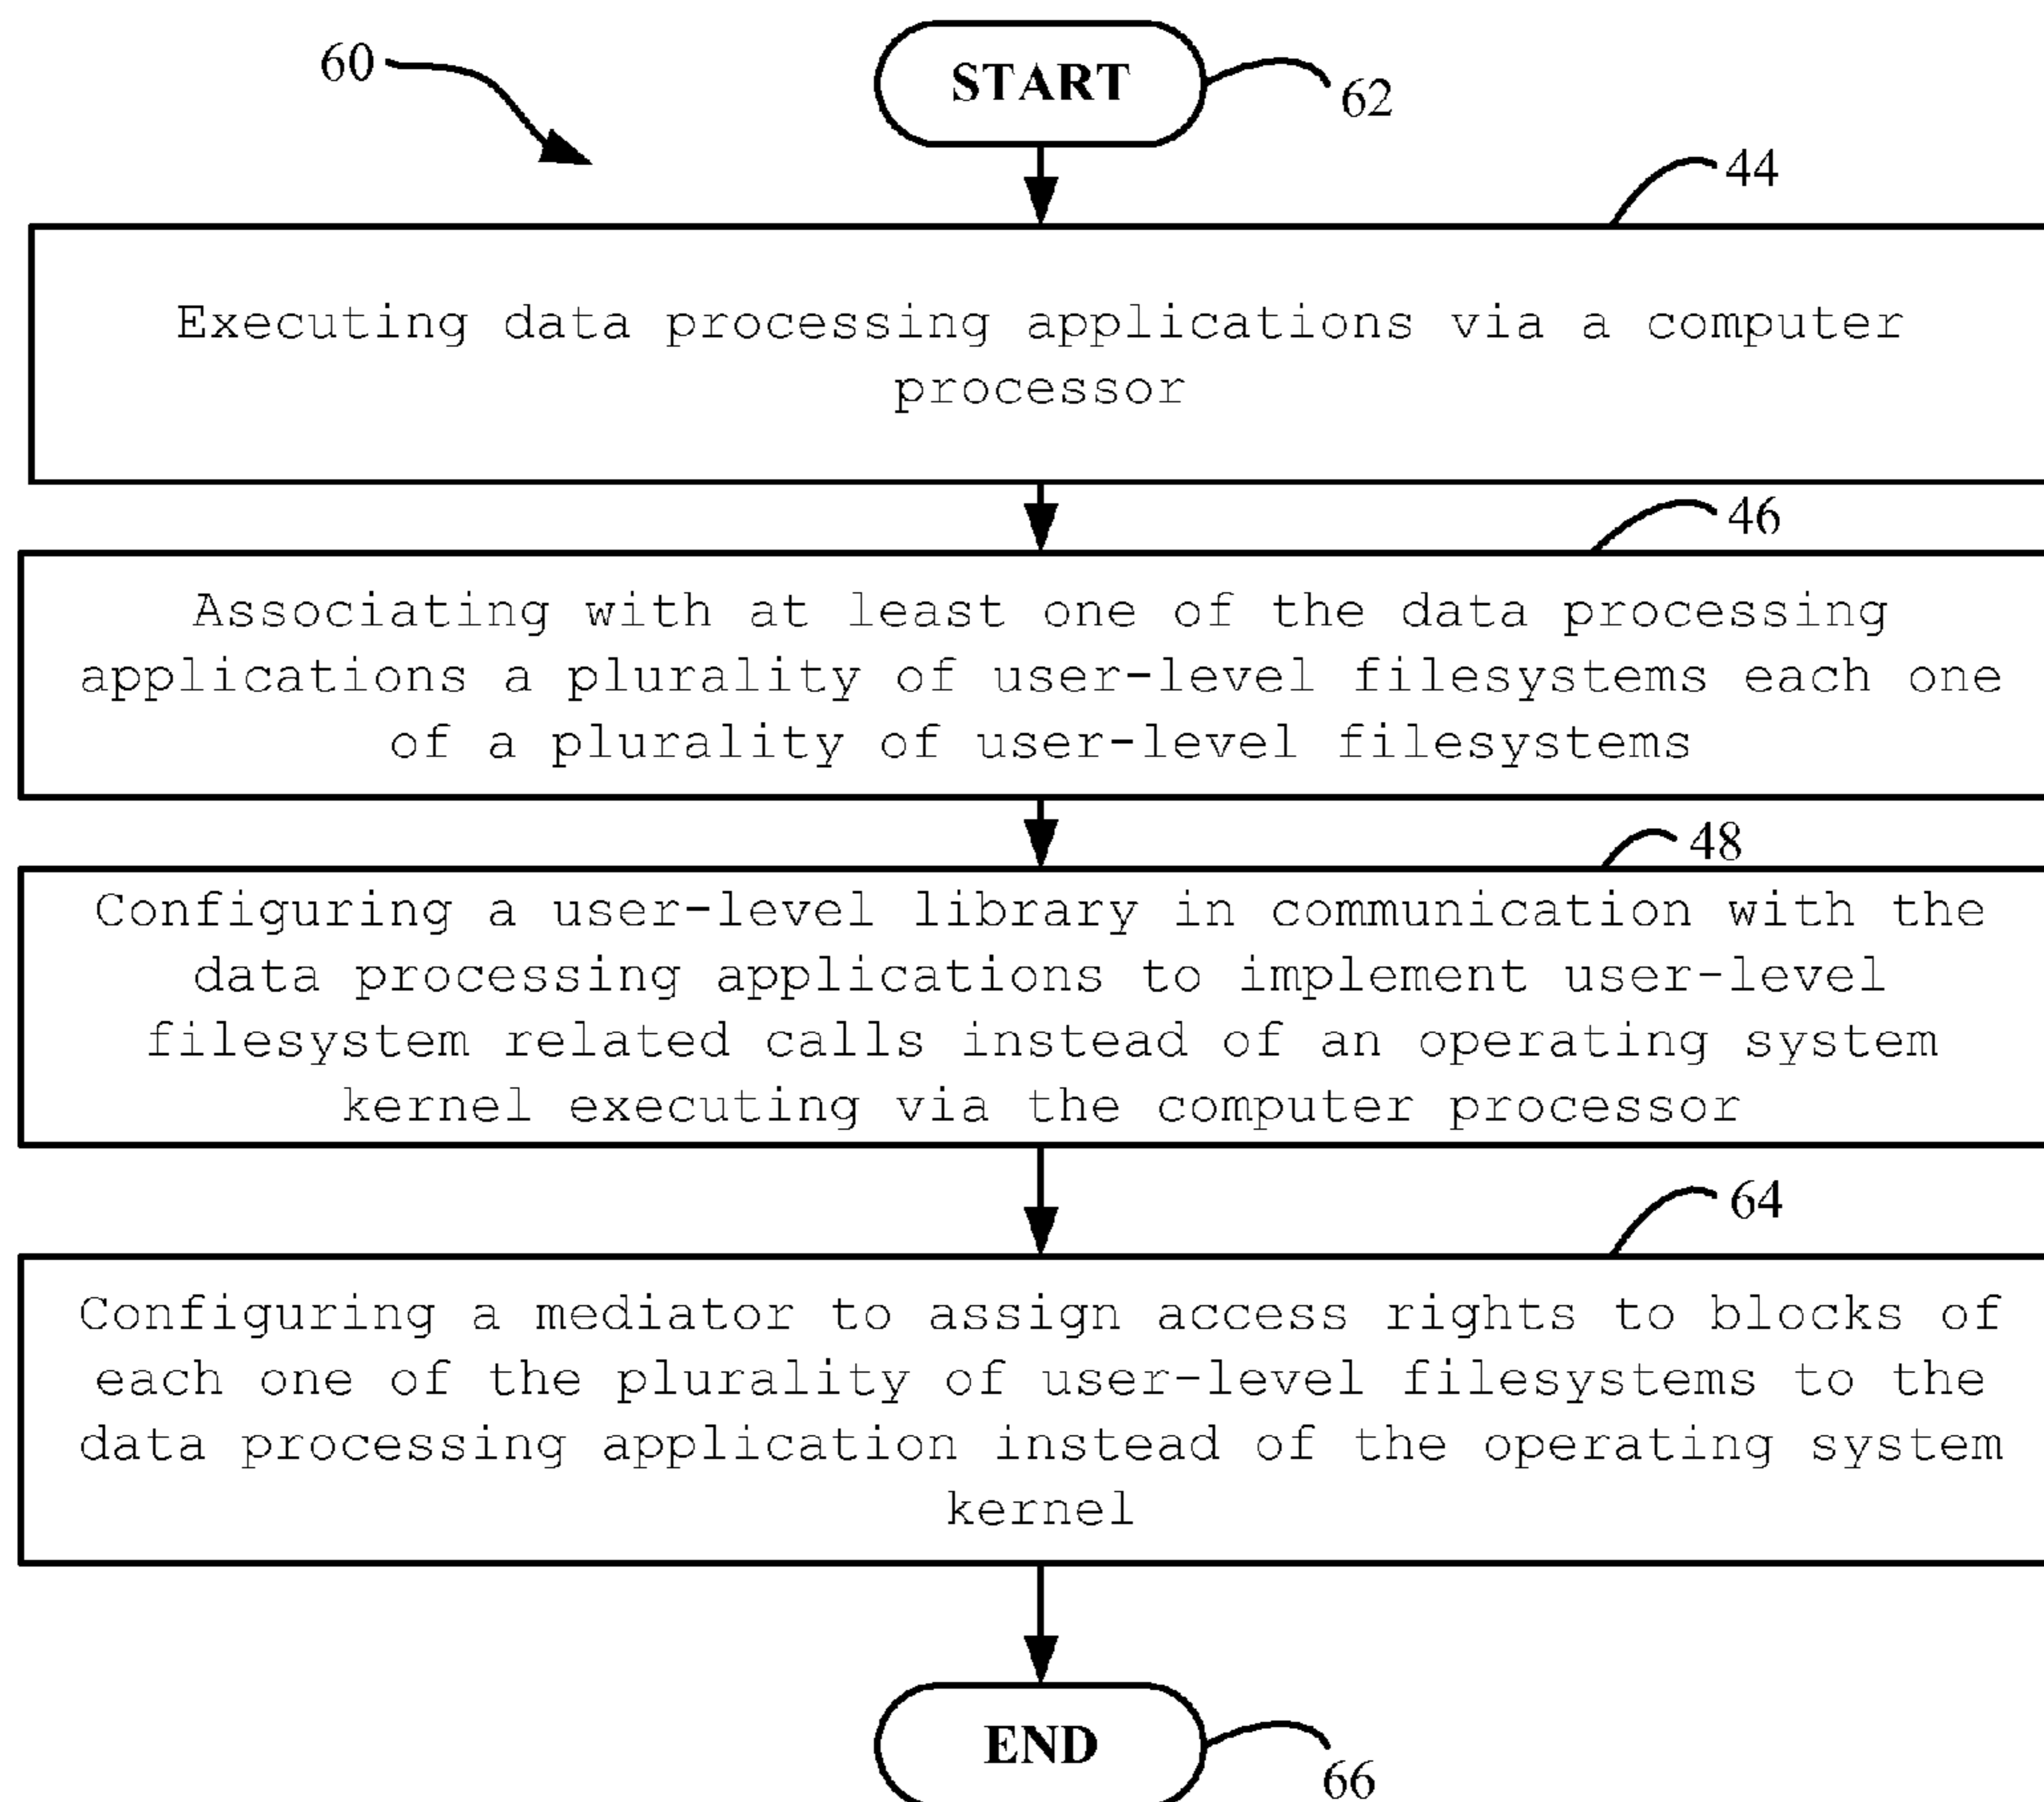 60
START
62
44
Executing data processing applications via a computer
processor
46
Associating with at least one of the data processing
applications a plurality of user-level filesystems each one
of a plurality of user-level filesystems
48
Configuring a user-level library in communication with the
data processing applications to implement user-level
filesystem related calls instead of an operating system
kernel executing via the computer processor
64
Configuring a mediator to assign access rights to blocks of
each one of the plurality of user-level filesystems to the
data processing application instead of the operating system
kernel
END
66